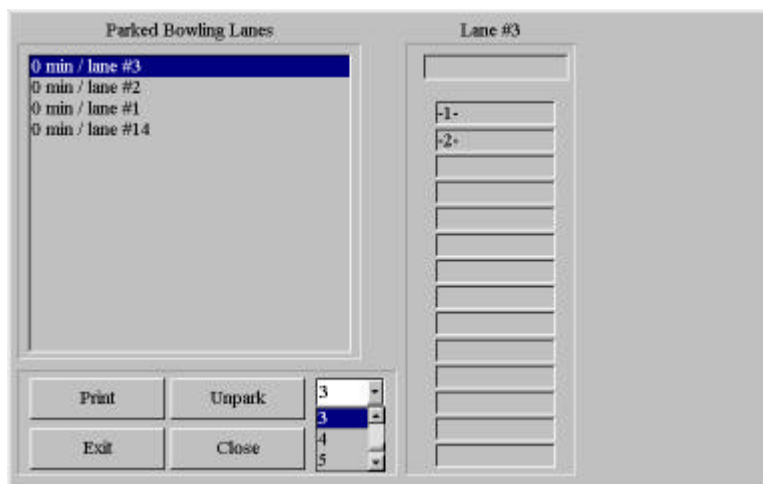 Parked Bowling Lanes
0 min / lane #3
0 min / lane #2
0 min / lane #1
0 min / lane #14
Print
Unpark
Exit
Close
3
3
4
5
Lane #3
-1-
-2-